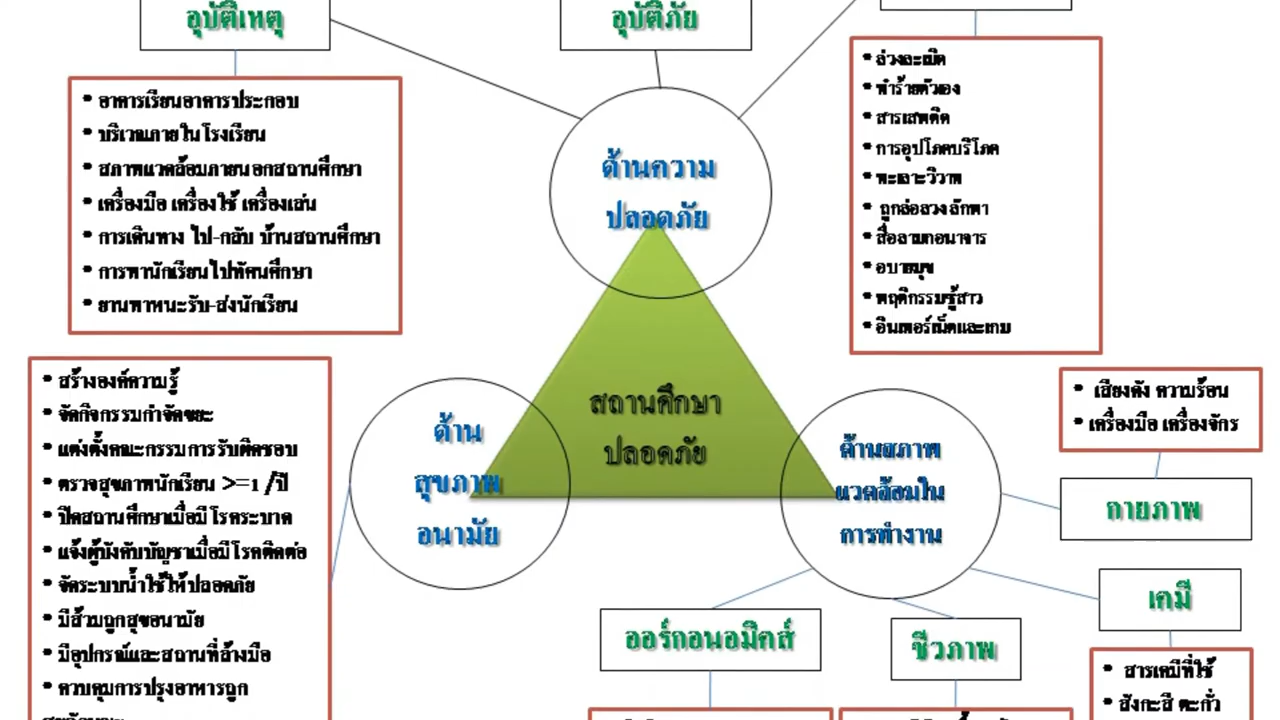 อุบัติเหตุ
อุบัติภัย
• อาคารเรียนอาคารประกอบ
• บริเวณภายในโรงเรียน
• สภาพแวดล้อมภายนอกสถานศึกษา
• เครื่องมือ เครื่องใช้ เครื่องเล่น
• การเดินทาง ไป-กลับ บ้านสถานศึกษา
• การพานักเรียนไปทัศนศึกษา
• ยานพาหนะรับ-ส่งนักเรียน
ด้านความ
ปลอดภัย
• ล่วงละเมิด
• ทำร้ายตัวเอง
• สารเสพติด
• การอุปโภคบริโภค
• ทะเลาะวิวาท
• ถูกล่อลวง ลักพา
• สื่อลามกอนาจาร
• อบายมุข
• พฤติกรรมชู้สาว
• อินเทอร์เน็ตและเกม
• สร้างองค์ความรู้
• จัดกิจกรรมกำจัดขยะ
• แต่งตั้งคณะกรรมการรับผิดชอบ
• ตรวจสุขภาพนักเรียน >=1 /ปี
• ปิดสถานศึกษาเมื่อมีโรคระบาด
• แจ้งผู้บังคับบัญชาเมื่อมีโรคติดต่อ
• จัดระบบน้ำใช้ให้ปลอดภัย
• มีส้วมถูกสุขอนามัย
• มีอุปกรณ์และสถานที่ล้างมือ
• ควบคุมการปรุงอาหารถูก
ด้าน
สุขภาพ
อนามัย
สถานศึกษา
ปลอดภัย
ด้านสภาพ
แวดล้อมใน
การทำงาน
• เสียงดัง ความร้อน
• เครื่องมือ เครื่องจักร
กายภาพ
เคมี
ออร์กอนอมิคส์
ชีวภาพ
• สารเคมีที่ใช้
• สังกะสี ตะกั่ว